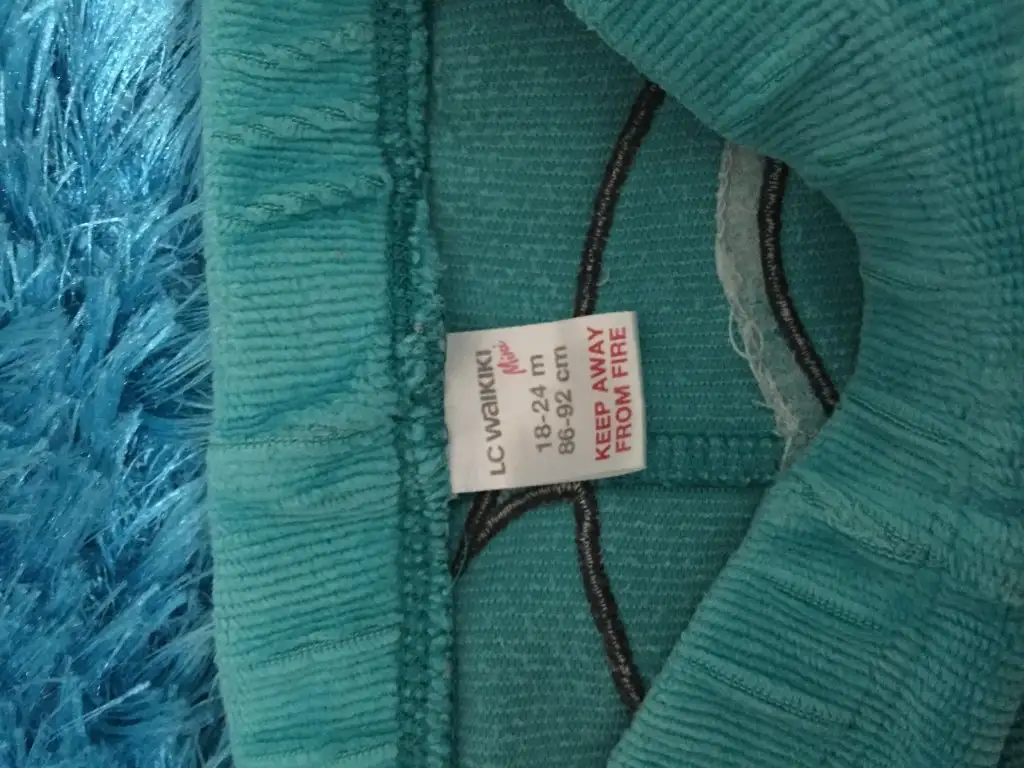 LC WAIKIKI
Mini
18-24 m
86-92 cm
KEEP AWAY
FROM FIRE